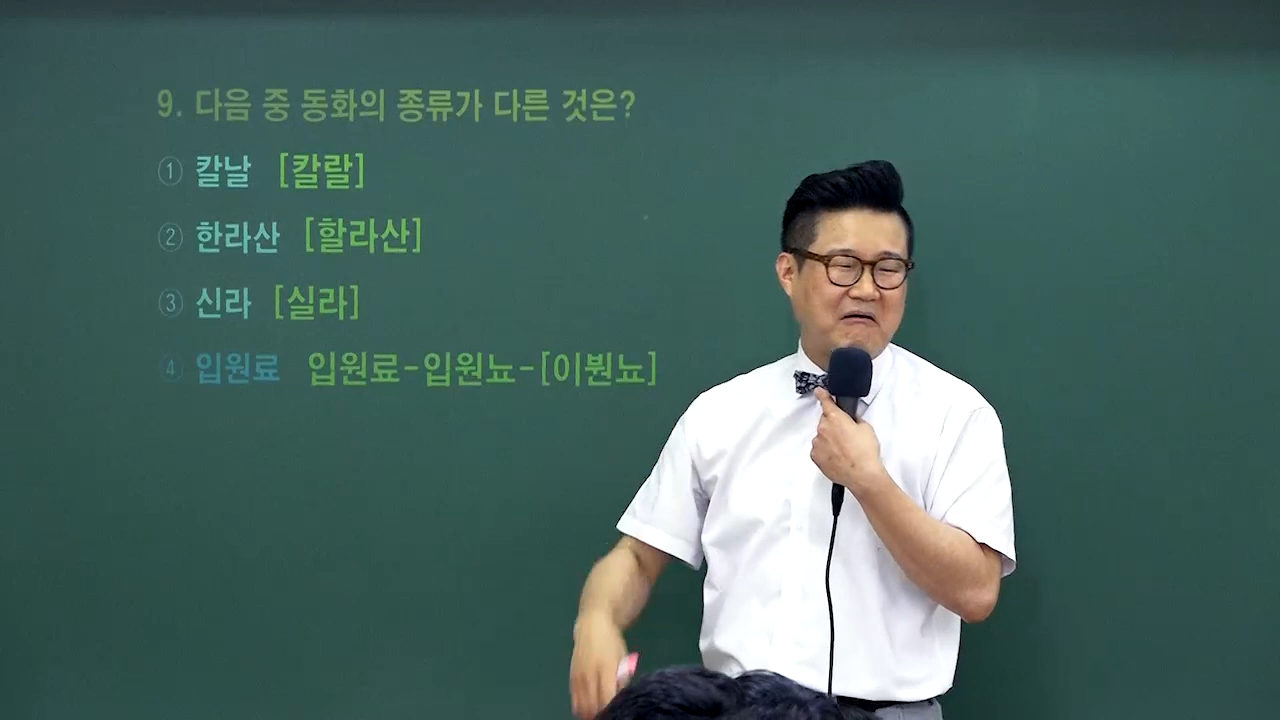 9. 다음 중 동화의 종류가 다른 것은?
① 칼날 [칼랄]
② 한라산 [할라산]
③ 신라 [실라]
④ 입원료 입원료-입원뇨-[이붠뇨]